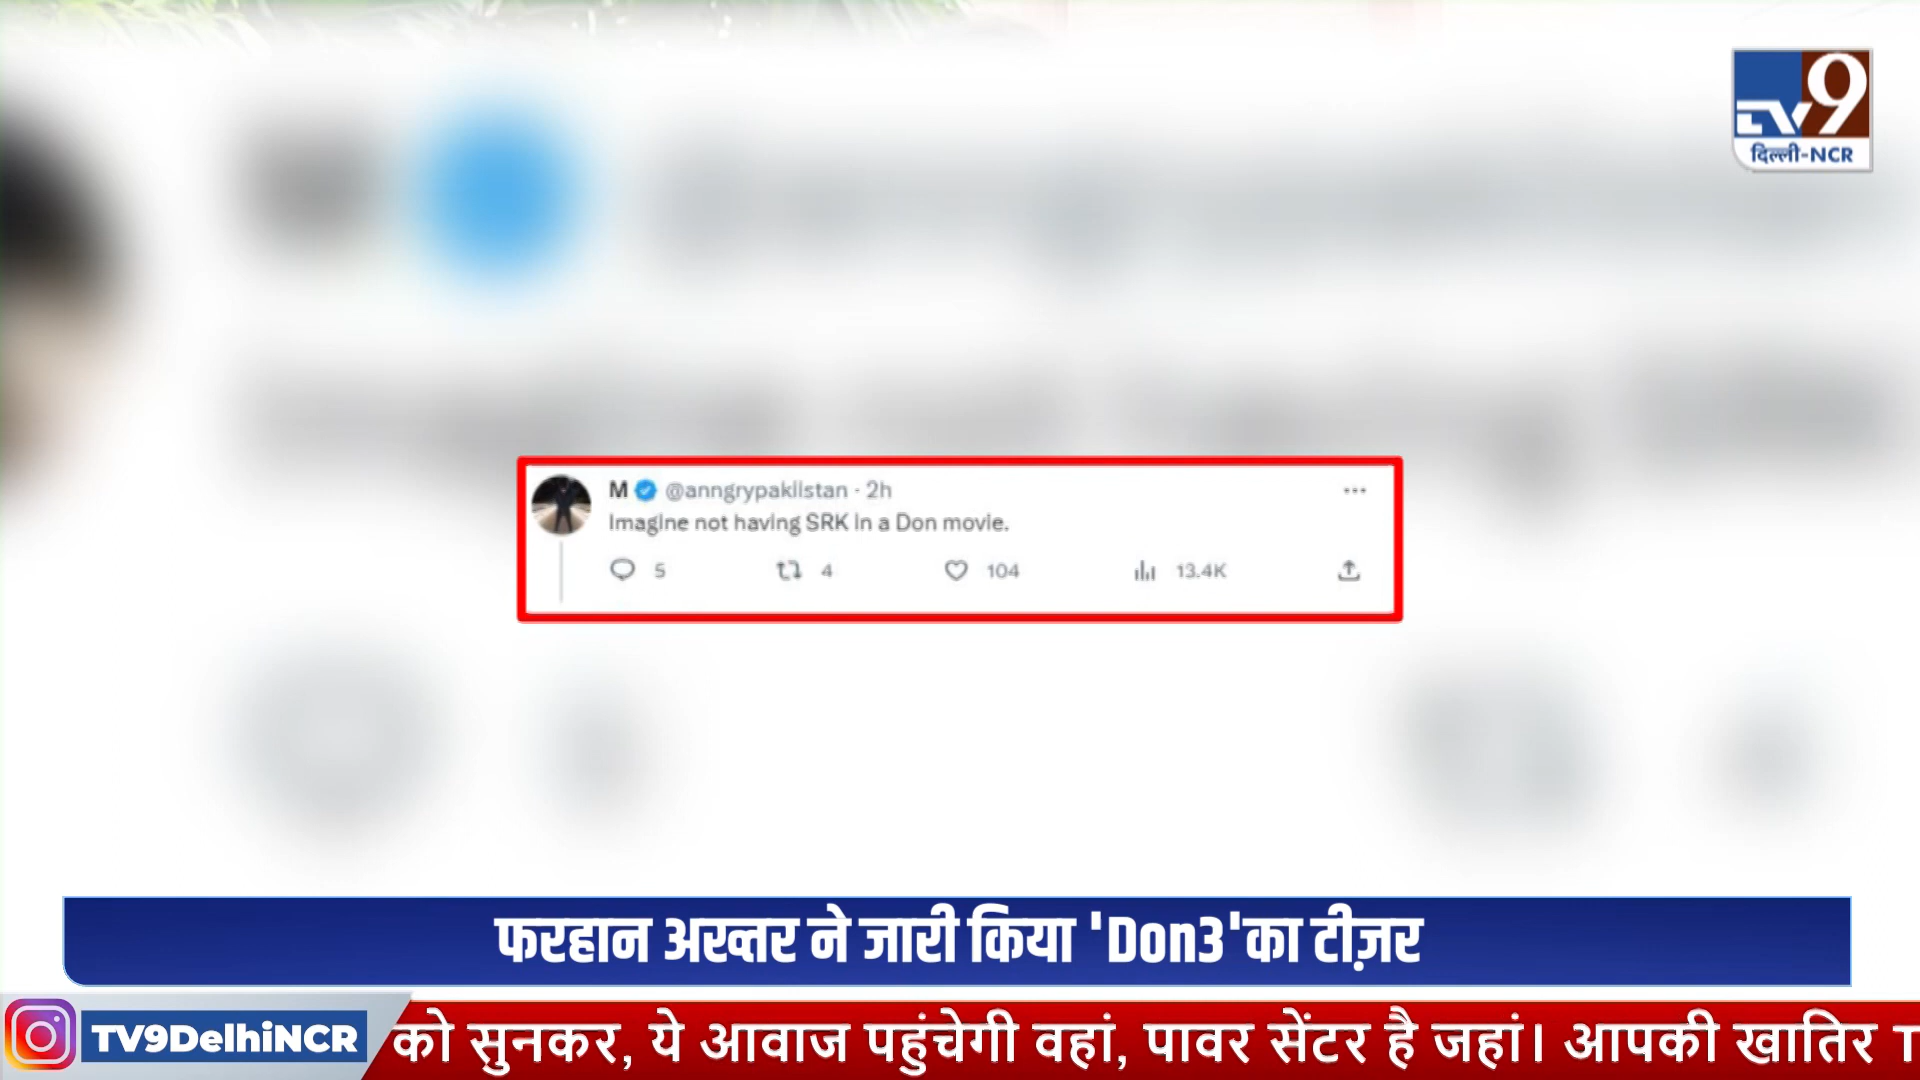 TV9
दिल्ली-NCR
M @anngrypakiistan · 2h
Imagine not having SRK in a Don movie.
5 4 104 13.4K
फरहान अख्तर ने जारी किया 'Don3'का टीज़र
TV9DelhiNCR
को सुनकर, ये आवाज पहुंचेगी वहां, पावर सेंटर है जहां। आपकी खातिर T